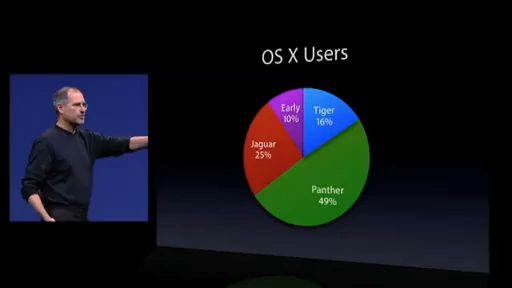 OS X Users
Early
10%
Tiger
16%
Jaguar
25%
Panther
49%